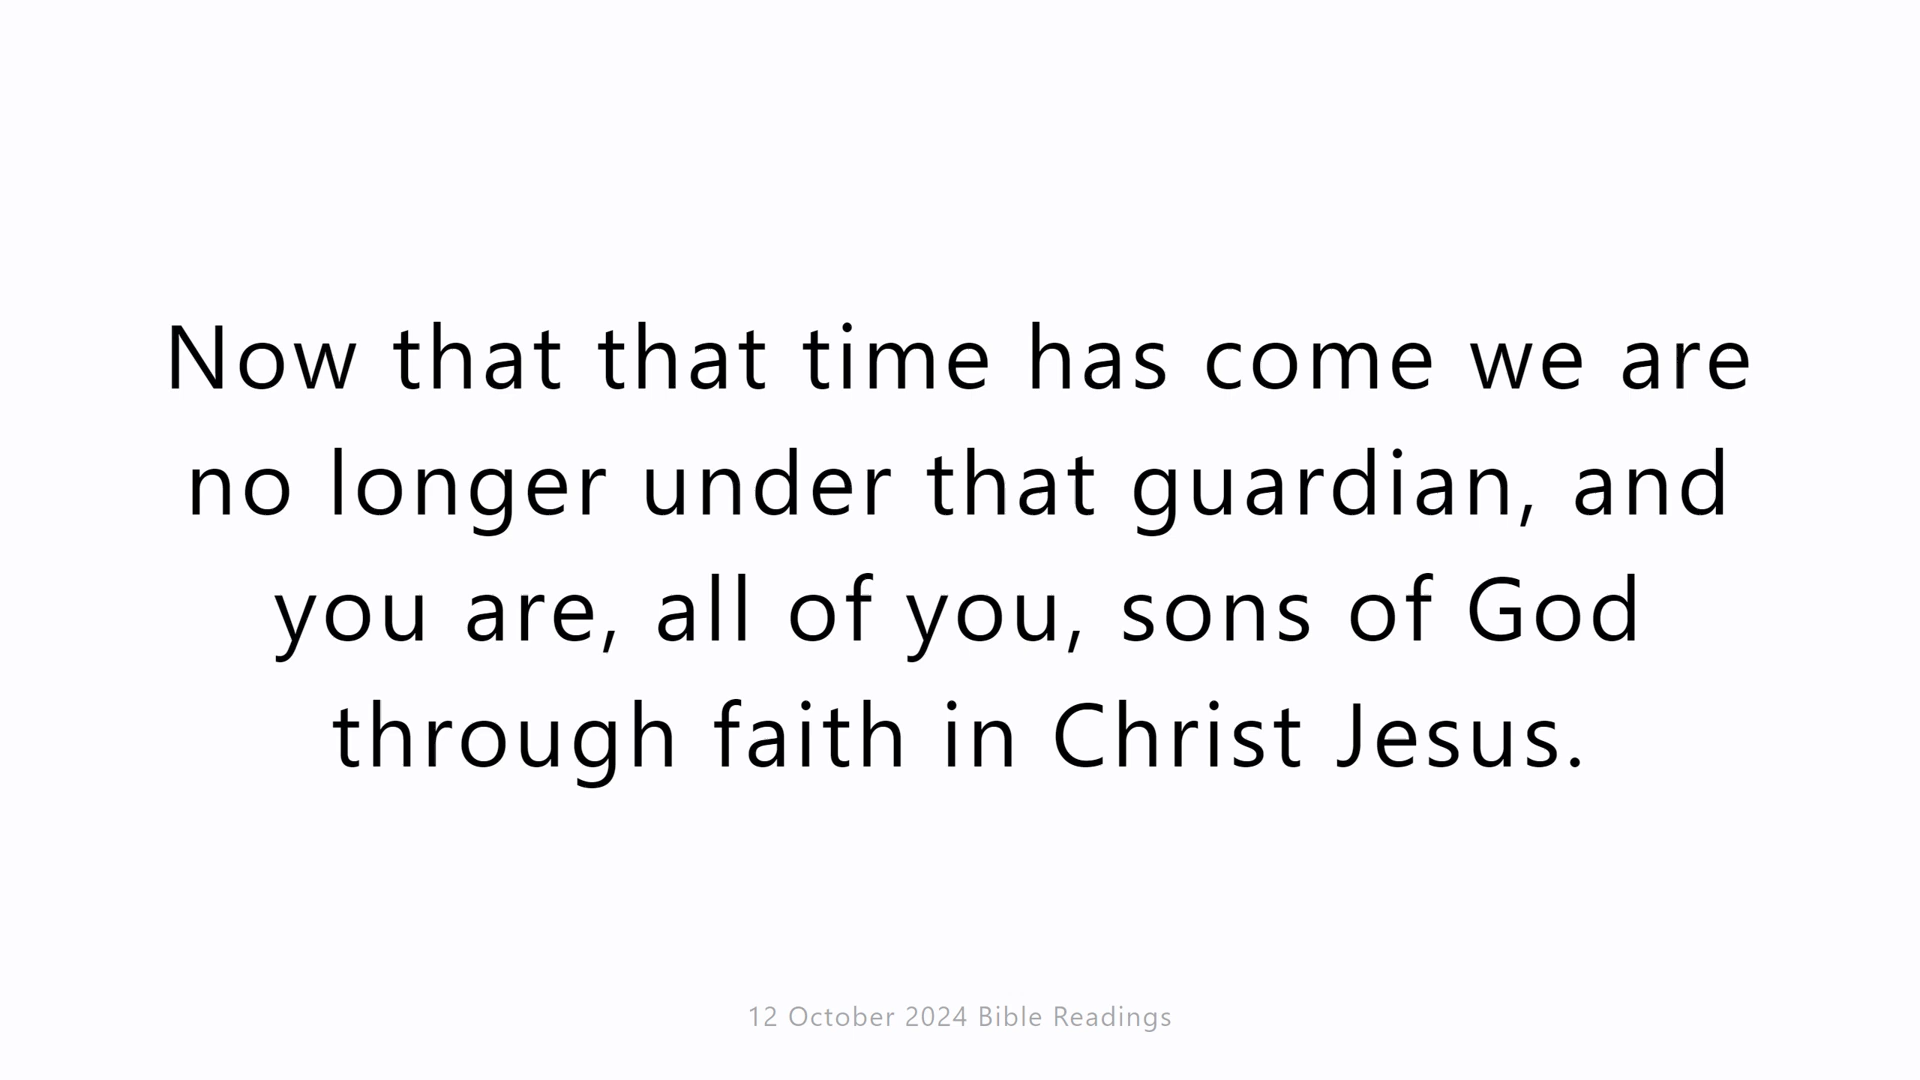 Now that that time has come we are
no longer under that guardian, and
you are, all of you, sons of God
through faith in Christ Jesus.
12 October 2024 Bible Readings